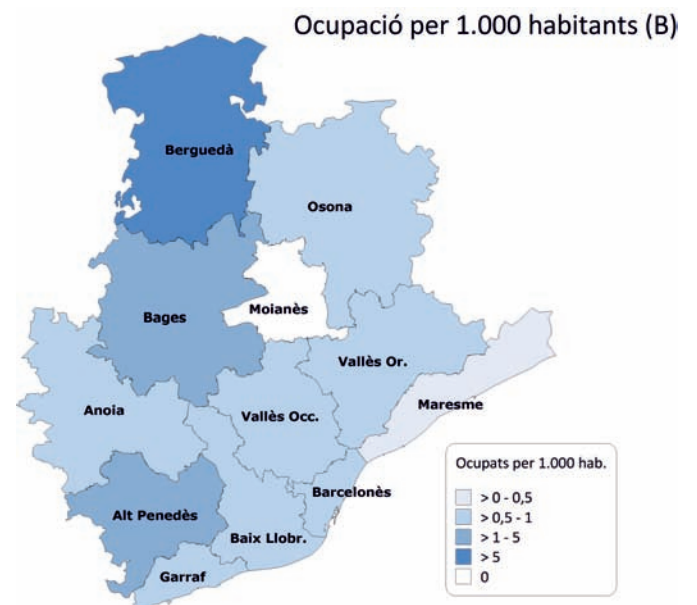 Ocupació per 1.000 habitants (B)
Berguedà
Osona
Bages
Moianès
Vallès Or.
Anoia
Vallès Occ.
Maresme
Alt Penedès
Barcelonès
Baix Llobr.
Garraf
Ocupats per 1.000 hab.
> 0 - 0,5
> 0,5 - 1
> 1 - 5
> 5
0